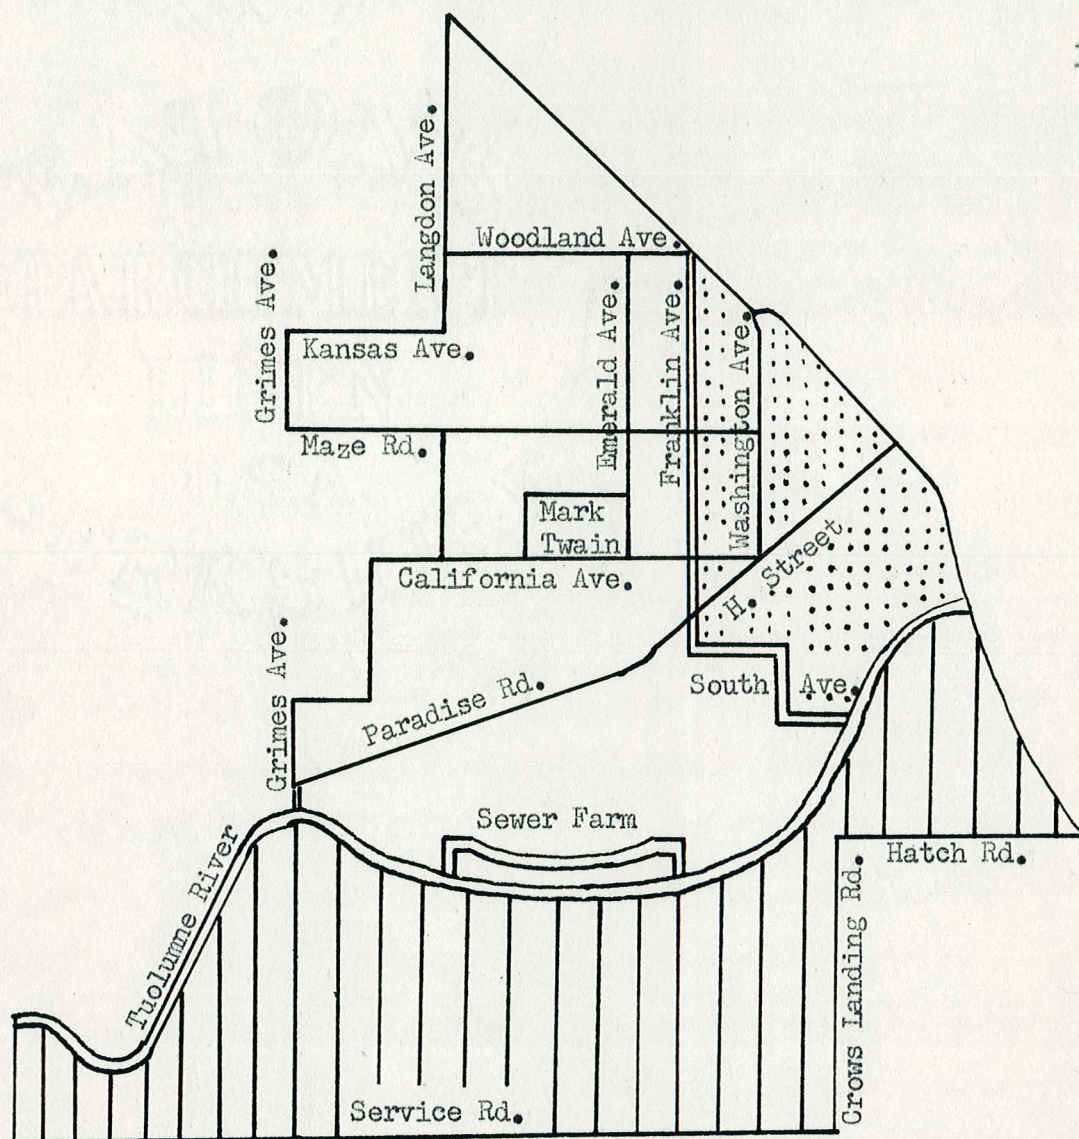 Langdon Ave.
Woodland Ave.
Grimes Ave.
Kansas Ave.
Emerald Ave.
Franklin Ave.
Washington Ave.
Maze Rd.
Mark
Twain
California Ave.
H. Street
Grimes Ave.
Paradise Rd.
South Ave.
Sewer Farm
Tuolumne River
Hatch Rd.
Crows Landing Rd.
Service Rd.